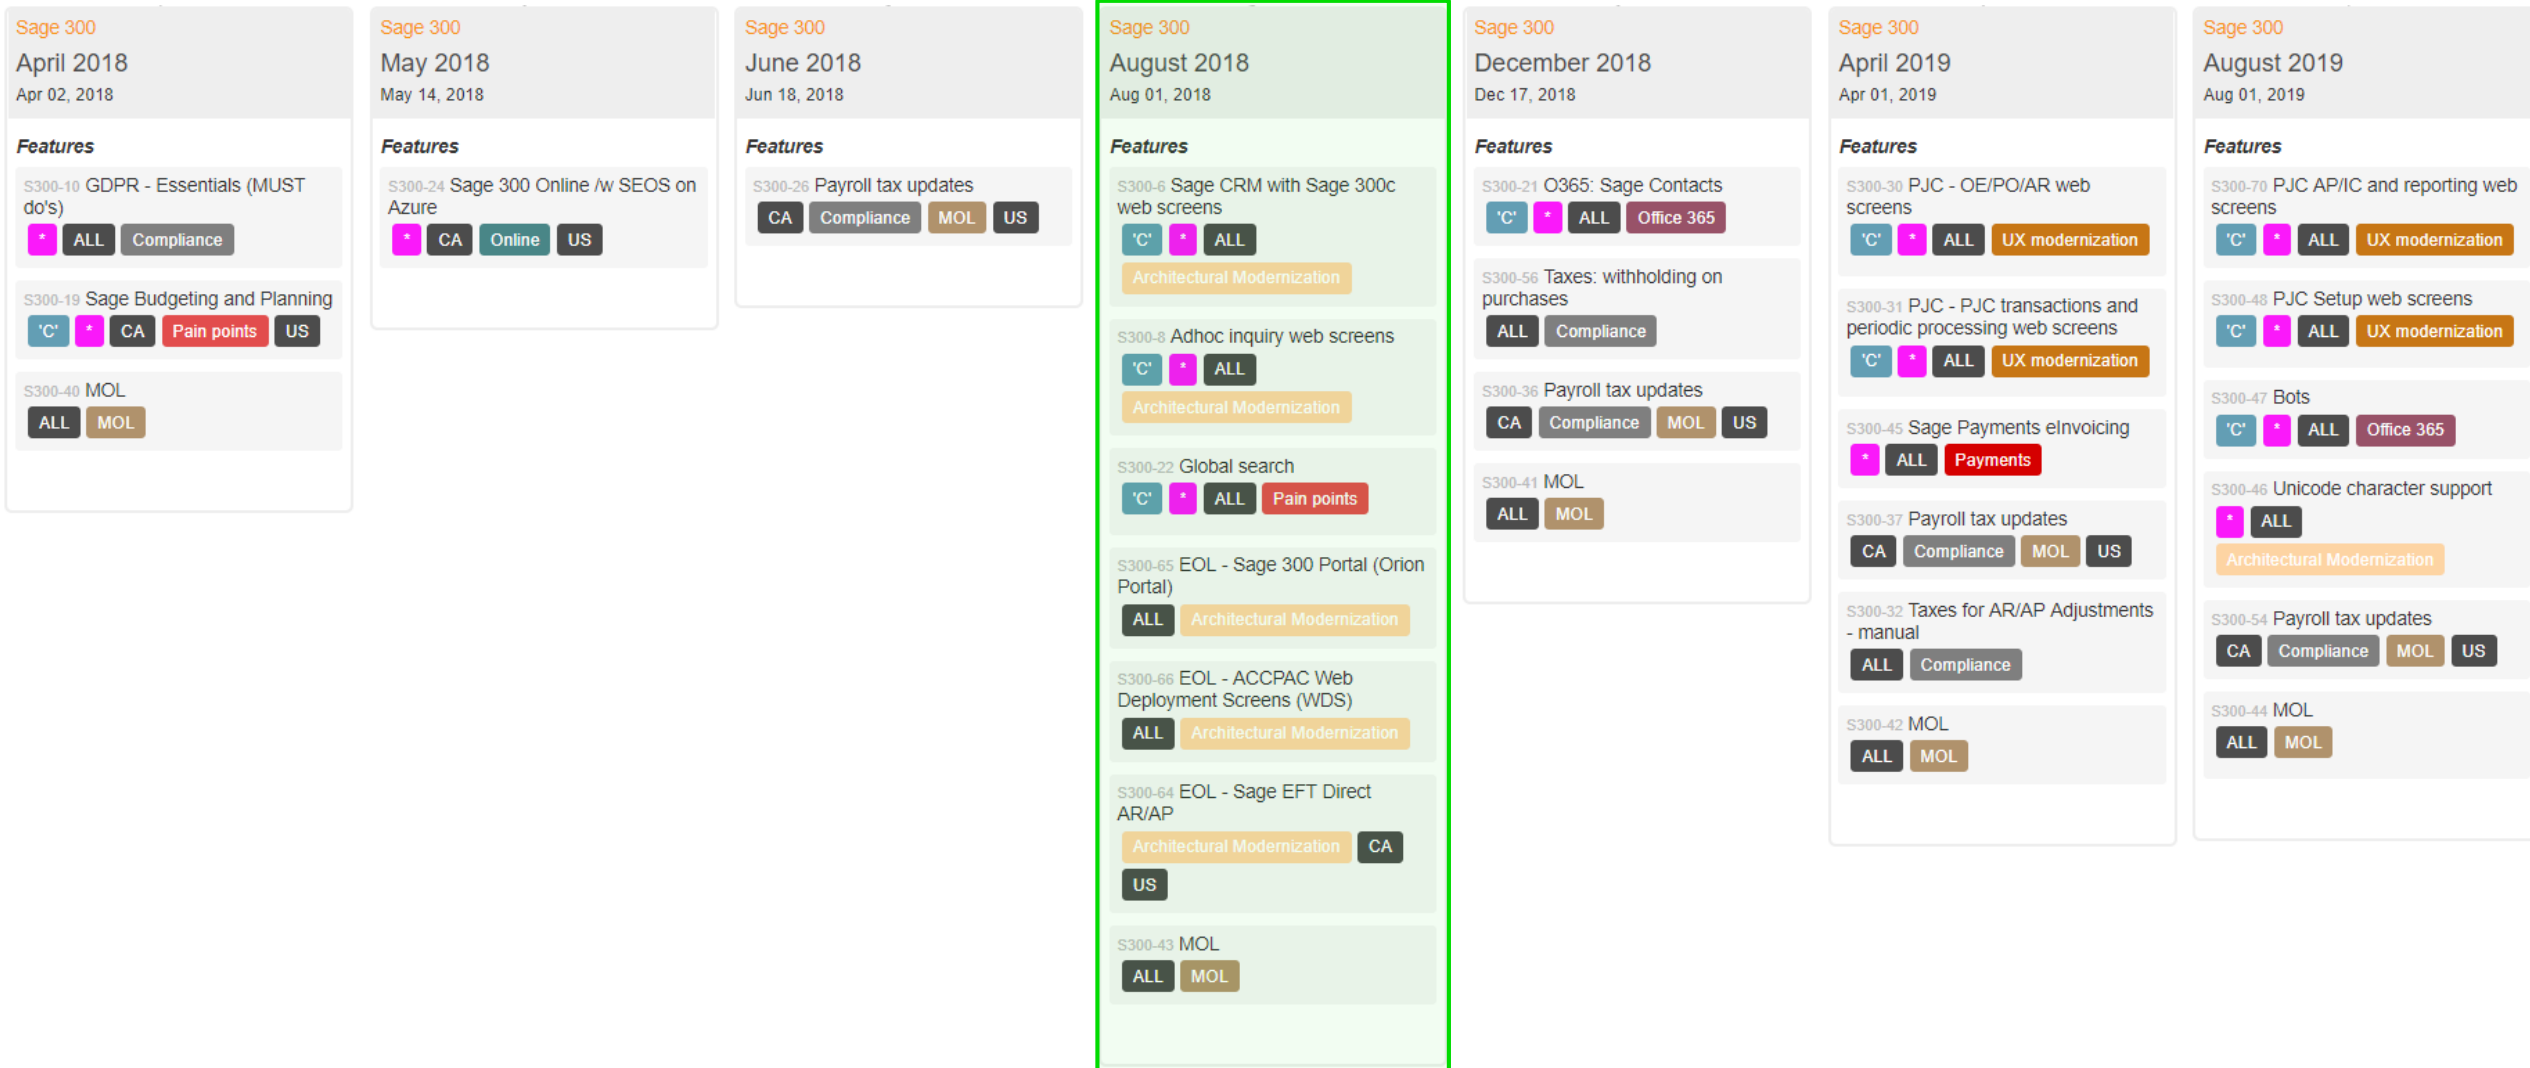 Sage 300
April 2018
Apr 02, 2018
Features
S300-10 GDPR - Essentials (MUST
do's)
* ALL Compliance
S300-19 Sage Budgeting and Planning
'C' * CA Pain points US
S300-40 MOL
ALL MOL
Sage 300
May 2018
May 14, 2018
Features
S300-24 Sage 300 Online /w SEOS on
Azure
* CA Online US
Sage 300
June 2018
Jun 18, 2018
Features
S300-26 Payroll tax updates
CA Compliance MOL US
Sage 300
August 2018
Aug 01, 2018
Features
S300-6 Sage CRM with Sage 300c
web screens
'C' * ALL
Architectural Modernization
S300-8 Adhoc inquiry web screens
'C' * ALL
Architectural Modernization
S300-22 Global search
'C' * ALL Pain points
S300-65 EOL - Sage 300 Portal (Orion
Portal)
ALL Architectural Modernization
S300-66 EOL - ACCPAC Web
Deployment Screens (WDS)
ALL Architectural Modernization
S300-64 EOL - Sage EFT Direct
AR/AP
Architectural Modernization CA
US
S300-43 MOL
ALL MOL
Sage 300
December 2018
Dec 17, 2018
Features
S300-21 O365: Sage Contacts
'C' * ALL Office 365
S300-56 Taxes: withholding on
purchases
ALL Compliance
S300-36 Payroll tax updates
CA Compliance MOL US
S300-41 MOL
ALL MOL
Sage 300
April 2019
Apr 01, 2019
Features
S300-30 PJC - OE/PO/AR web
screens
'C' * ALL UX modernization
S300-31 PJC - PJC transactions and
periodic processing web screens
'C' * ALL UX modernization
S300-45 Sage Payments eInvoicing
* ALL Payments
S300-37 Payroll tax updates
CA Compliance MOL US
S300-32 Taxes for AR/AP Adjustments
- manual
ALL Compliance
S300-42 MOL
ALL MOL
Sage 300
August 2019
Aug 01, 2019
Features
S300-70 PJC AP/IC and reporting web
screens
'C' * ALL UX modernization
S300-48 PJC Setup web screens
'C' * ALL UX modernization
S300-47 Bots
'C' * ALL Office 365
S300-46 Unicode character support
* ALL
Architectural Modernization
S300-54 Payroll tax updates
CA Compliance MOL US
S300-44 MOL
ALL MOL